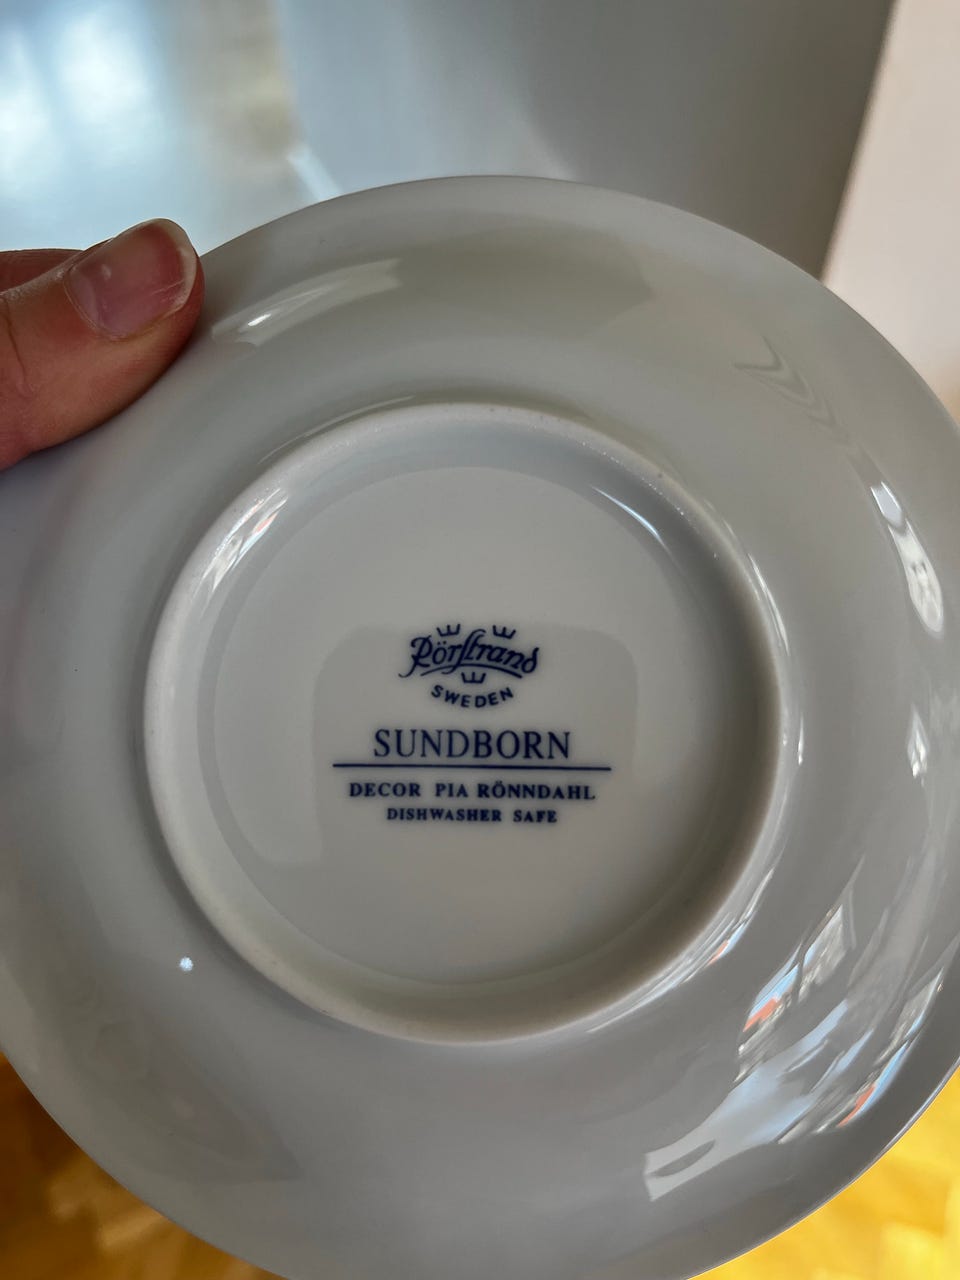 Rörstrand
SWEDEN
SUNDBORN
DECOR PIA RÖNNDAHL
DISHWASHER SAFE